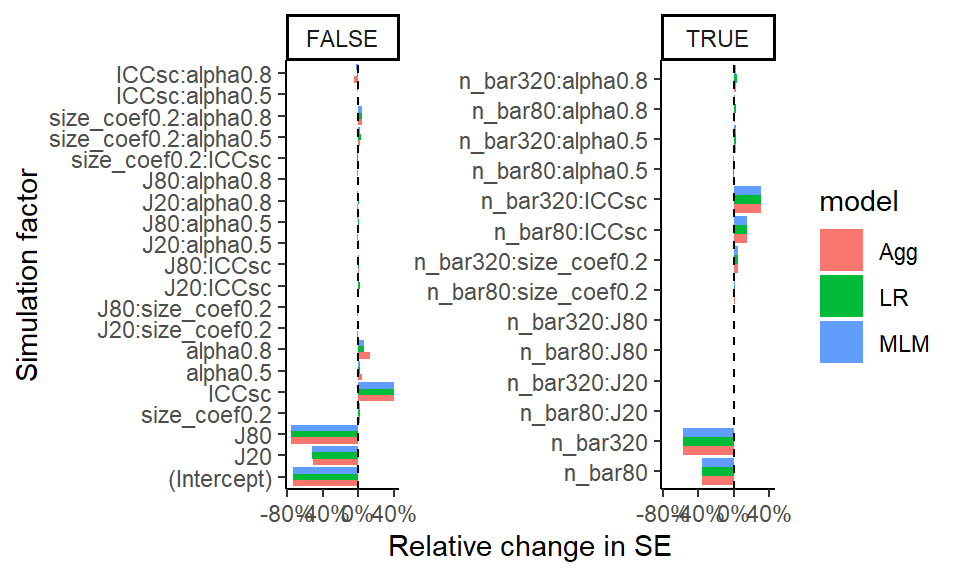 FALSE
TRUE
Simulation factor
ICCsc:alpha0.8
ICCsc:alpha0.5
size_coef0.2:alpha0.8
size_coef0.2:alpha0.5
size_coef0.2:ICCsc
J80:alpha0.8
J20:alpha0.8
J80:alpha0.5
J20:alpha0.5
J80:ICCsc
J20:ICCsc
J80:size_coef0.2
J20:size_coef0.2
alpha0.8
alpha0.5
ICCsc
size_coef0.2
J80
J20
(Intercept)
-80%
-40%
0%
40%
n_bar320:alpha0.8
n_bar80:alpha0.8
n_bar320:alpha0.5
n_bar80:alpha0.5
n_bar320:ICCsc
n_bar80:ICCsc
n_bar320:size_coef0.2
n_bar80:size_coef0.2
n_bar320:J80
n_bar80:J80
n_bar320:J20
n_bar80:J20
n_bar320
n_bar80
-80%
-40%
0%
40%
Relative change in SE
model
Agg
LR
MLM